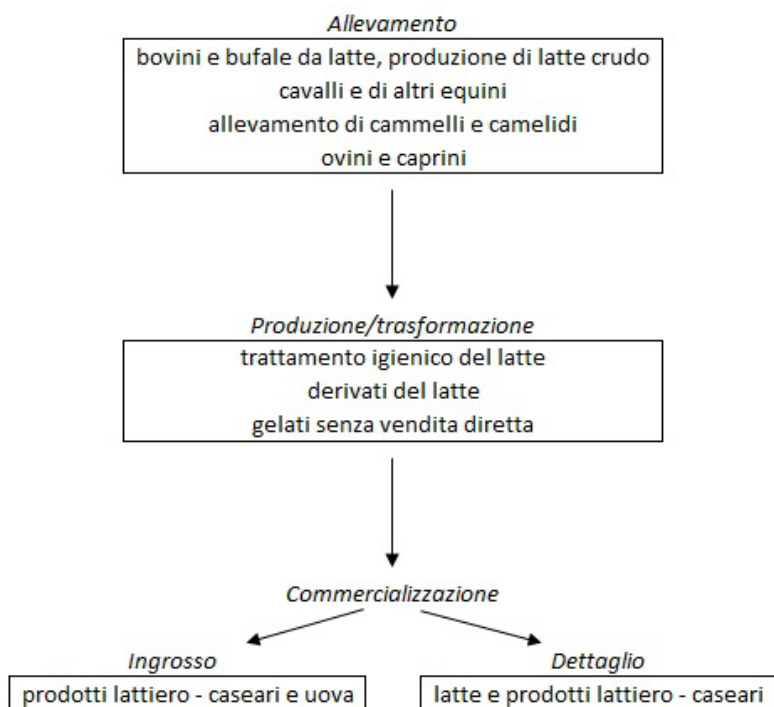 Allevamento
bovini e bufale da latte, produzione di latte crudo
cavalli e di altri equini
allevamento di cammelli e camelidi
ovini e caprini
Produzione/trasformazione
trattamento igienico del latte
derivati del latte
gelati senza vendita diretta
Commercializzazione
Ingrosso
prodotti lattiero - caseari e uova
Dettaglio
latte e prodotti lattiero - caseari